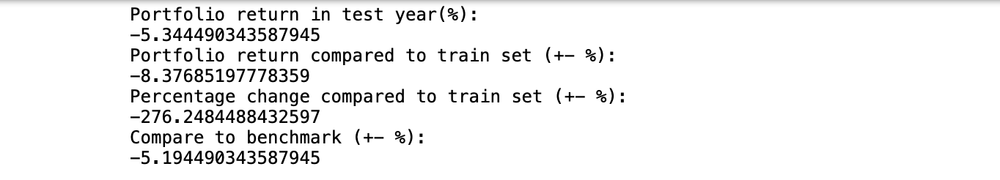 Portfolio return in test year(%):
-5.344490343587945
Portfolio return compared to train set (+- %):
-8.37685197778359
Percentage change compared to train set (+- %):
-276.2484488432597
Compare to benchmark (+- %):
-5.194490343587945